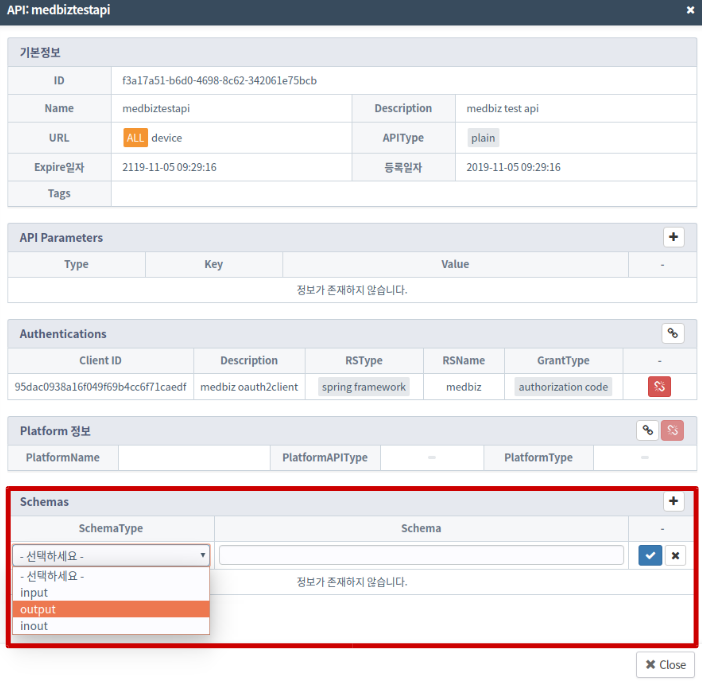 API: medbiztestapi
기본정보
ID f3a17a51-b6d0-4698-8c62-342061e75bcb
Name medbiztestapi Description medbiz test api
URL ALL device APIType plain
Expire일자 2119-11-05 09:29:16 등록일자 2019-11-05 09:29:16
Tags
API Parameters
Type Key Value -
정보가 존재하지 않습니다.
Authentications
Client ID Description RSType RSName GrantType -
95dac0938a16f049f69b4cc6f71caedf medbiz oauth2client spring framework medbiz authorization code
Platform 정보
PlatformName PlatformAPIType - PlatformType -
Schemas
SchemaType Schema -
- 선택하세요 -
- 선택하세요 - 정보가 존재하지 않습니다.
input
output
inout
Close